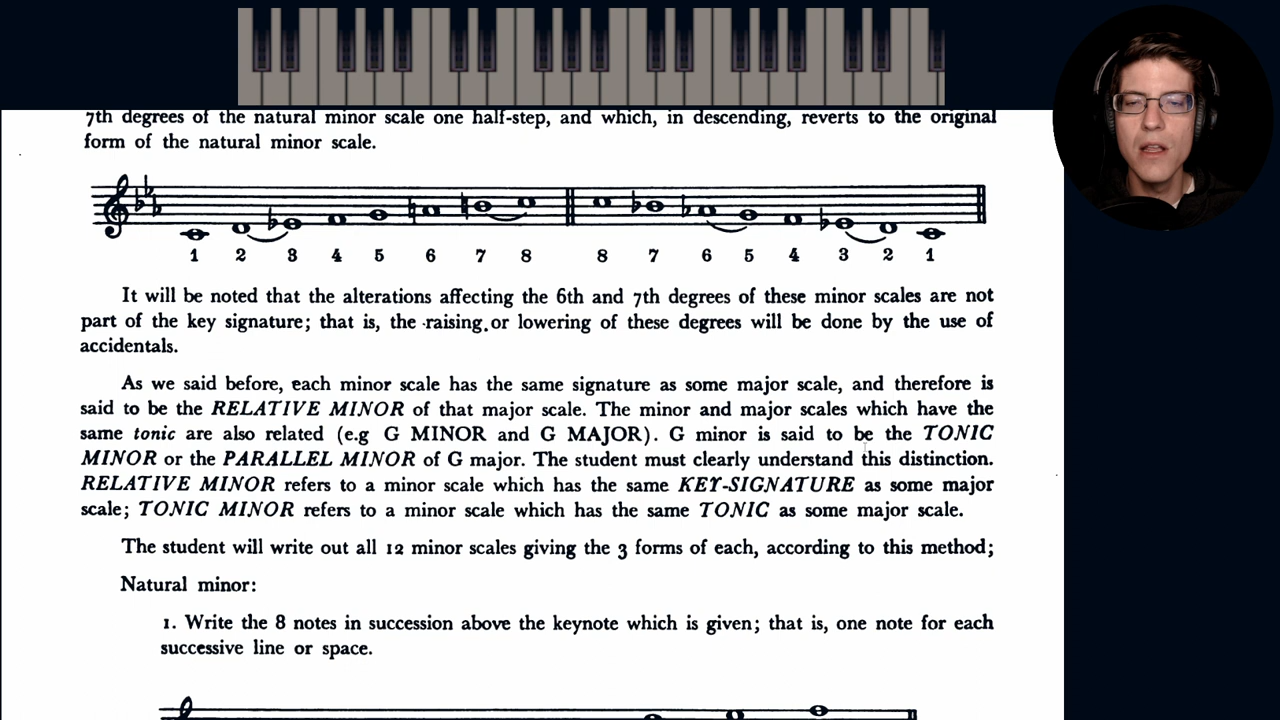 7th degrees of the natural minor scale one half-step, and which, in descending, reverts to the original
form of the natural minor scale.
1 2 3 4 5 6 7 8 8 7 6 5 4 3 2 1
It will be noted that the alterations affecting the 6th and 7th degrees of these minor scales are not
part of the key signature; that is, the raising or lowering of these degrees will be done by the use of
accidentals.
As we said before, each minor scale has the same signature as some major scale, and therefore is
said to be the RELATIVE MINOR of that major scale. The minor and major scales which have the
same tonic are also related (e.g G MINOR and G MAJOR). G minor is said to be the TONIC
MINOR or the PARALLEL MINOR of G major. The student must clearly understand this distinction.
RELATIVE MINOR refers to a minor scale which has the same KEY-SIGNATURE as some major
scale; TONIC MINOR refers to a minor scale which has the same TONIC as some major scale.
The student will write out all 12 minor scales giving the 3 forms of each, according to this method;
Natural minor:
1. Write the 8 notes in succession above the keynote which is given; that is, one note for each
successive line or space.